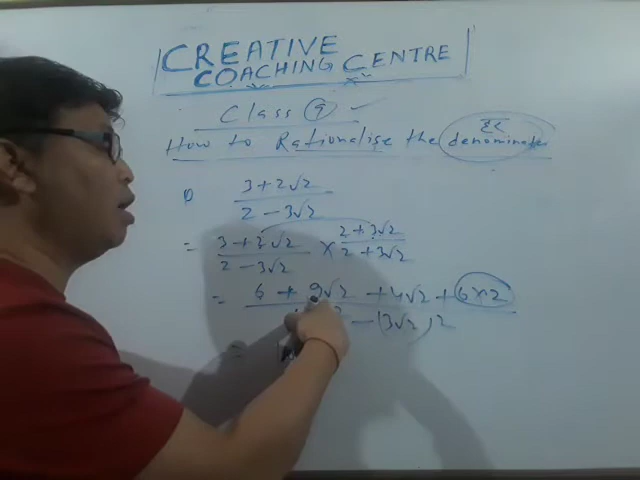 CREATIVE
COACHING CENTRE
Class 9
How to Rationalise the denominator
1) 3+2√2
2-3√2
= 3+2√2 × 2+3√2
2-3√2 2+3√2
= 6 + 9√2 + 4√2 + 6×2
- (3√2)2
=